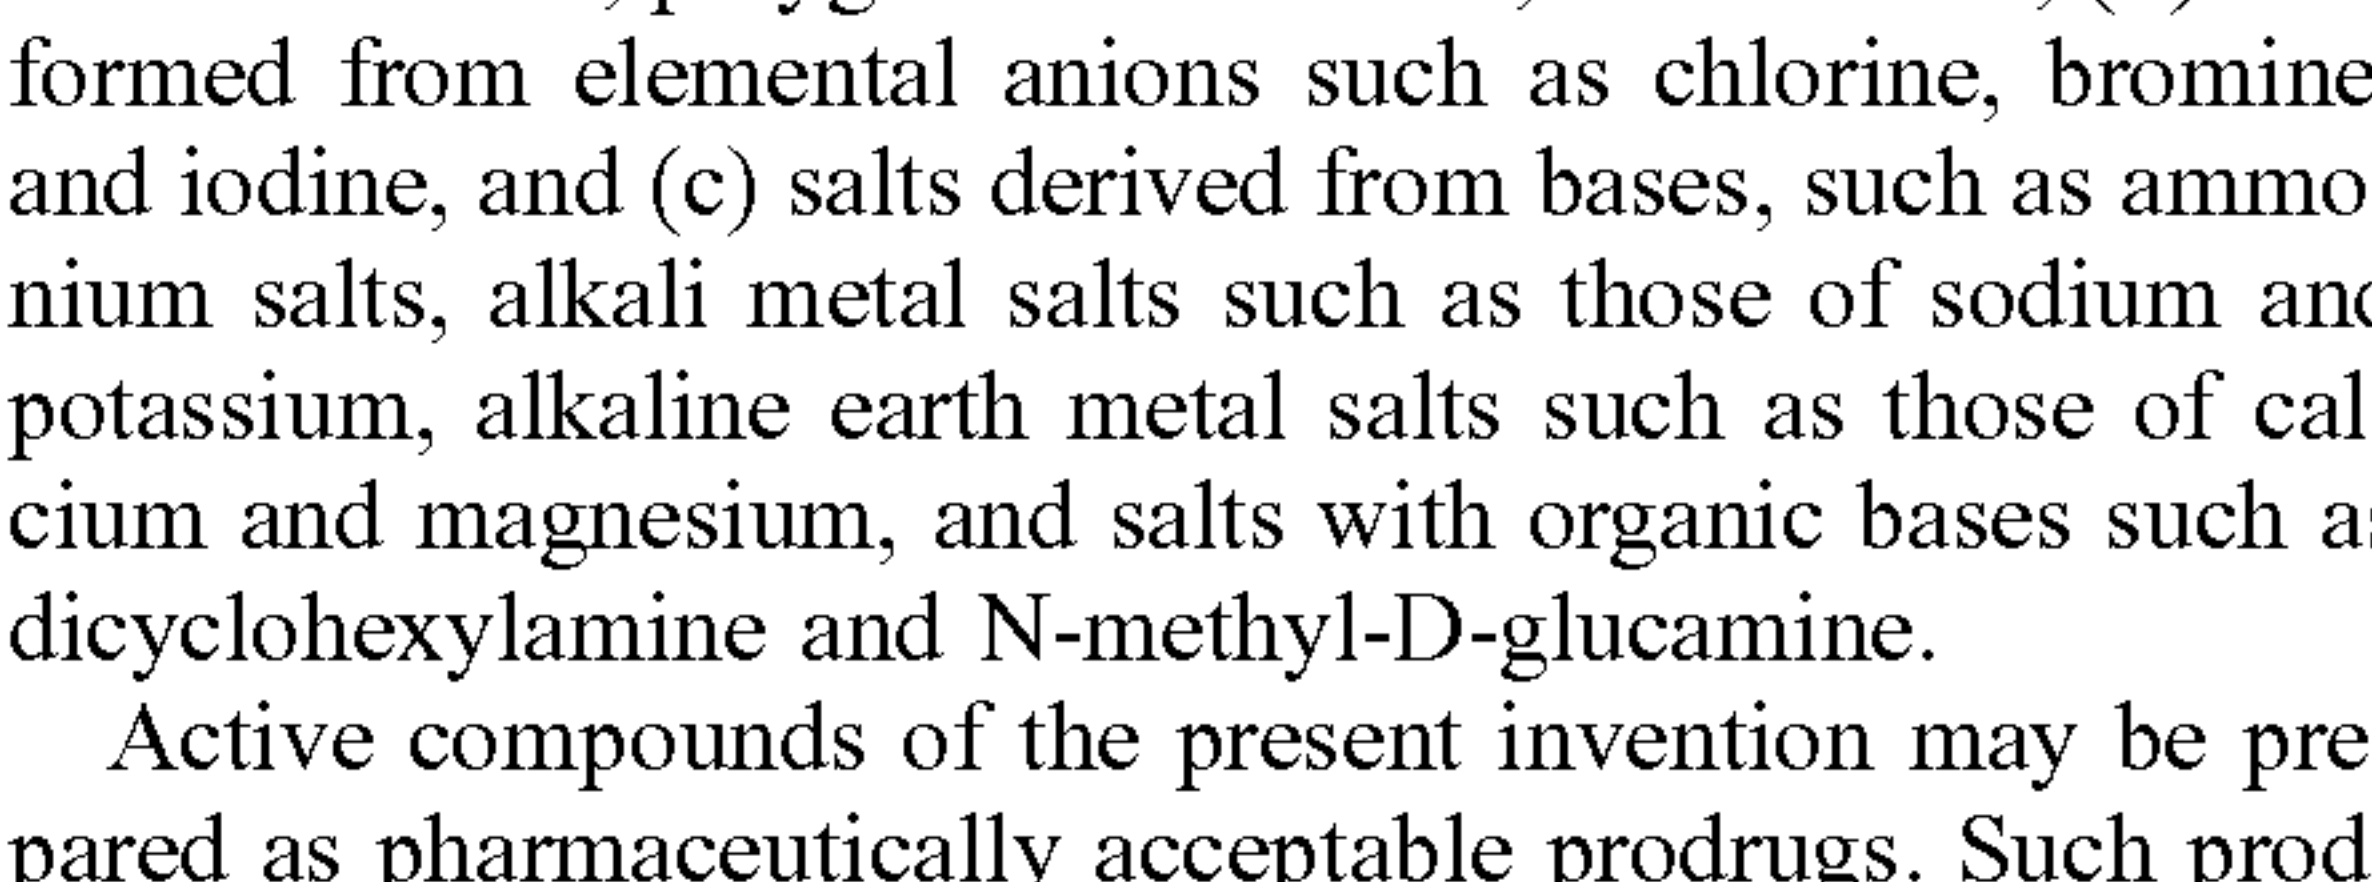 formed from elemental anions such as chlorine, bromine
and iodine, and (c) salts derived from bases, such as ammo
nium salts, alkali metal salts such as those of sodium and
potassium, alkaline earth metal salts such as those of cal
cium and magnesium, and salts with organic bases such as
dicyclohexylamine and N-methyl-D-glucamine.
Active compounds of the present invention may be pre
pared as pharmaceutically acceptable prodrugs. Such prod